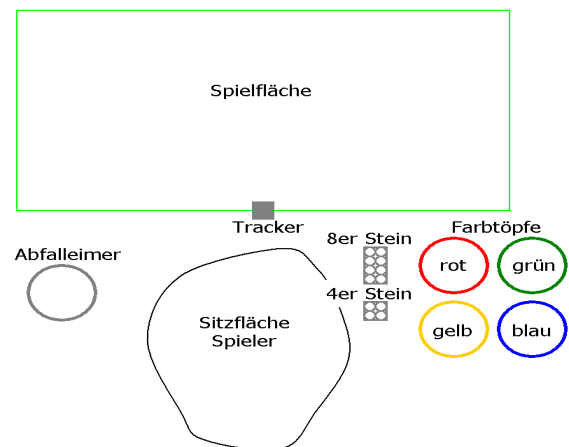 Spielfläche
Tracker
Farbtöpfe
8er Stein
Abfalleimer
rot
grün
4er Stein
Sitzfläche
Spieler
gelb
blau